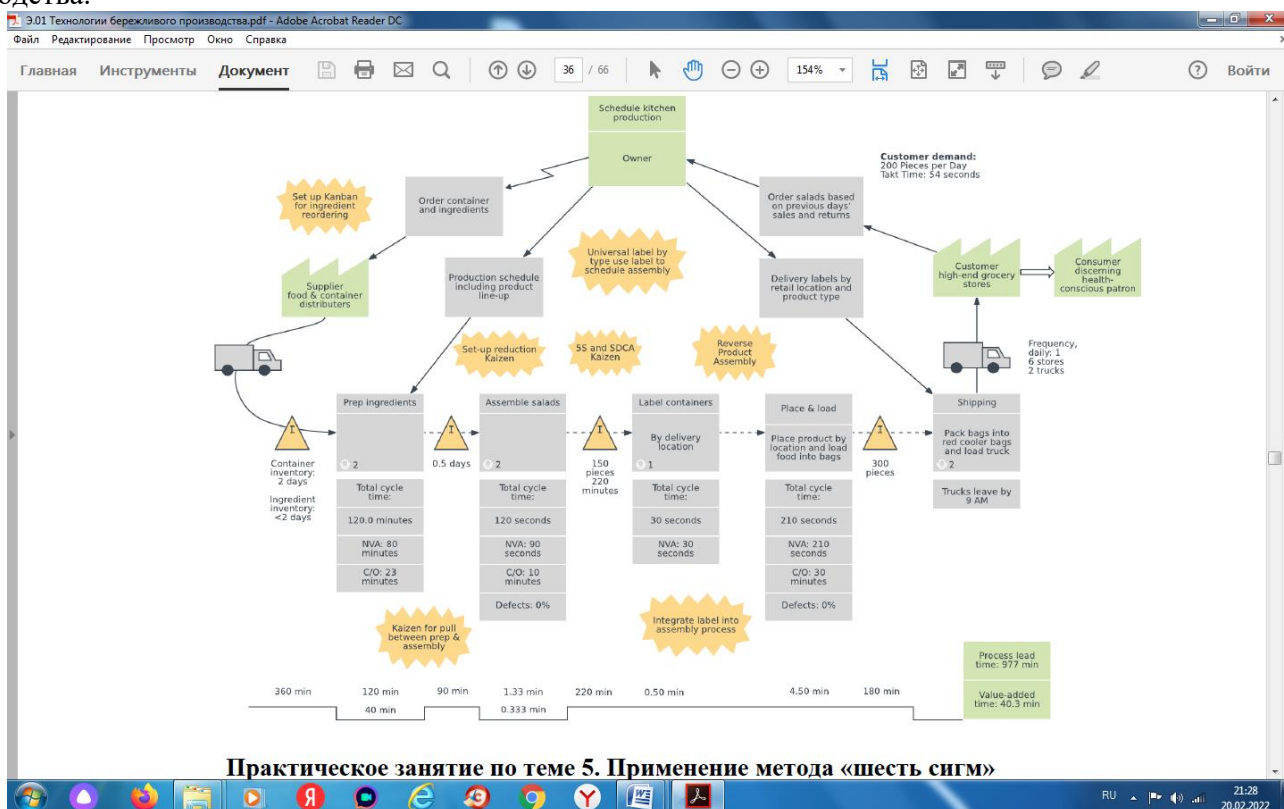 одства.
Э.01 Технологии бережливого производства.pdf - Adobe Acrobat Reader DC
Файл Редактирование Просмотр Окно Справка
Главная Инструменты Документ 36 / 66 154% Войти
Schedule kitchen
production
Owner
Customer demand:
200 Pieces per Day
Takt Time: 54 seconds
Set up Kanban
for ingredient
reordering
Order container
and ingredients
Order salads based
on previous days'
sales and returns
Universal label by
type use label to
schedule assembly
Supplier
food & container
distributors
Production schedule
including product
line-up
Delivery labels by
retail location and
product type
Customer
high-end grocery
stores
Consumer
discerning
health-
conscious patron
Set-up reduction
Kaizen
5S and SDCA
Kaizen
Reverse
Product
Assembly
Frequency,
daily: 1
6 stores
2 trucks
Prep ingredients
2
Assemble salads
2
Label containers
By delivery
location
1
Place & load
Place product by
location and load
food into bags
Shipping
Pack bags into
red cooler bags
and load truck
2
I
Container
inventory:
2 days
Ingredient
inventory:
<2 days
I
0.5 days
I
150
pieces
220
minutes
I
300
pieces
Trucks leave by
9 AM
Total cycle
time:
120.0 minutes
NVA: 80
minutes
C/O: 23
minutes
Total cycle
time:
120 seconds
NVA: 90
seconds
C/O: 10
minutes
Defects: 0%
Total cycle
time:
30 seconds
NVA: 30
seconds
Total cycle
time:
210 seconds
NVA: 210
seconds
C/O: 30
minutes
Defects: 0%
Kaizen for pull
between prep &
assembly
Integrate label into
assembly process
Process lead
time: 977 min
Value-added
time: 40.3 min
360 min 120 min 90 min 1.33 min 220 min 0.50 min 4.50 min 180 min
40 min 0.333 min
Практическое занятие по теме 5. Применение метода «шесть сигм»
RU 21:28
20.02.2020